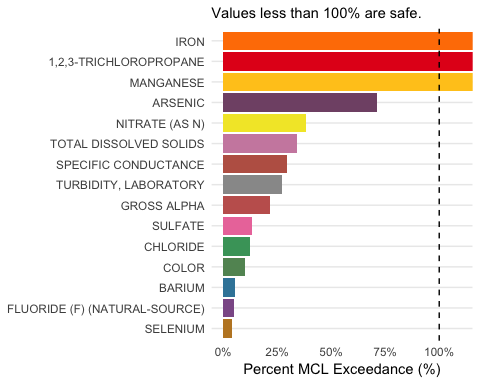 Values less than 100% are safe.
IRON
1,2,3-TRICHLOROPROPANE
MANGANESE
ARSENIC
NITRATE (AS N)
TOTAL DISSOLVED SOLIDS
SPECIFIC CONDUCTANCE
TURBIDITY, LABORATORY
GROSS ALPHA
SULFATE
CHLORIDE
COLOR
BARIUM
FLUORIDE (F) (NATURAL-SOURCE)
SELENIUM
0% 25% 50% 75% 100%
Percent MCL Exceedance (%)